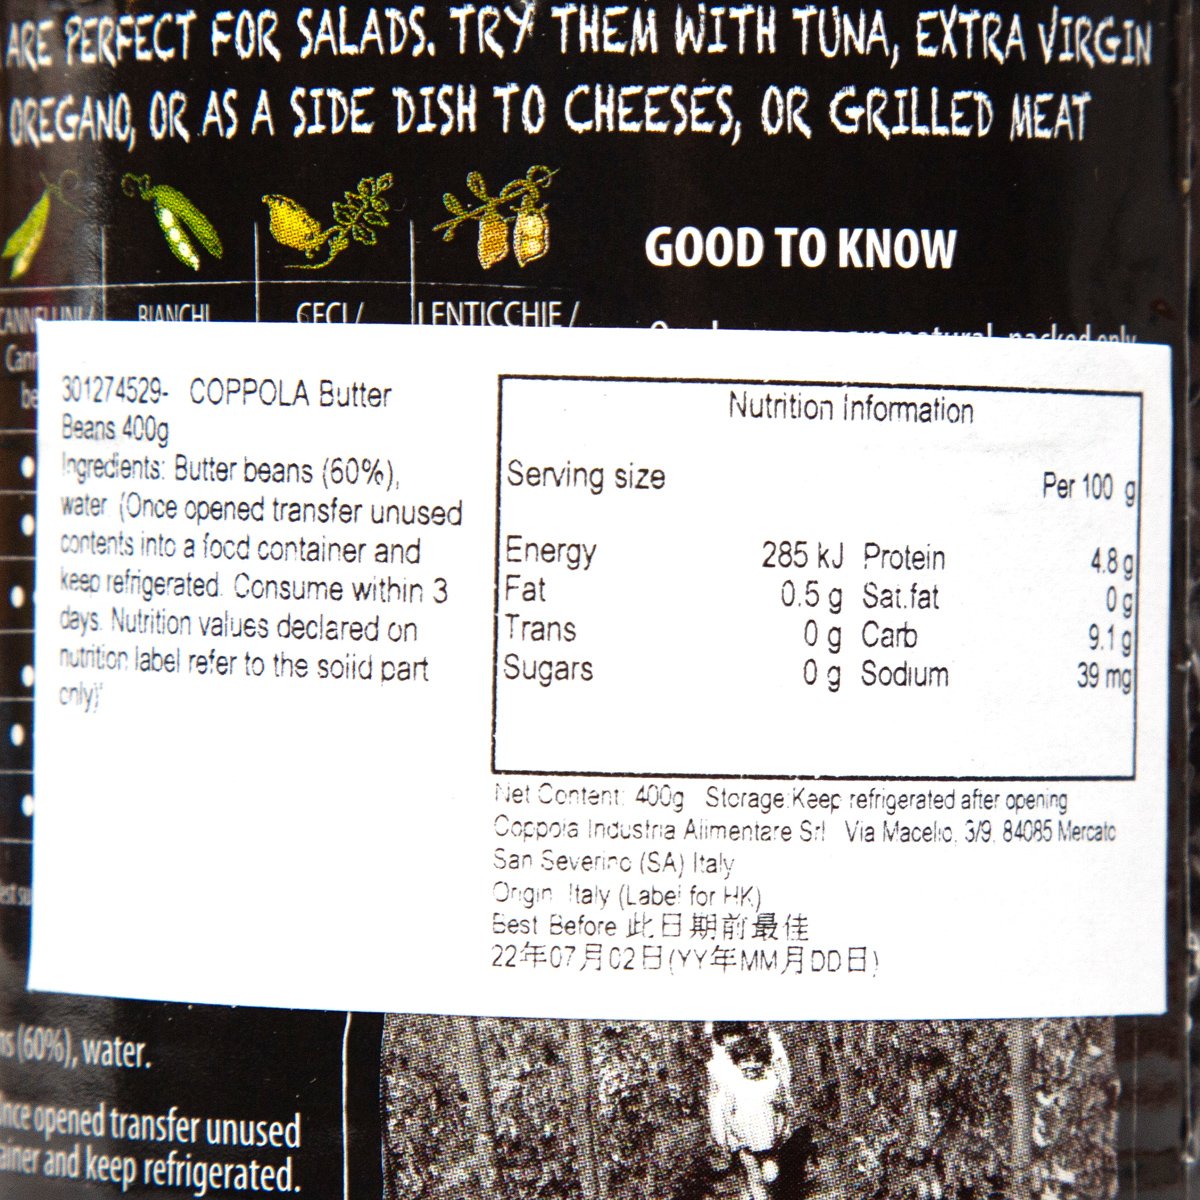 ARE PERFECT FOR SALADS. TRY THEM WITH TUNA, EXTRA VIRGIN
OREGANO, OR AS A SIDE DISH TO CHEESES, OR GRILLED MEAT
GOOD TO KNOW
CANNELLINI / BIANCHI CECI / LENTICCHIE /
natural, packed only
301274529- COPPOLA Butter
Beans 400g
Ingredients: Butter beans (60%),
water. (Once opened transfer unused
contents into a food container and
keep refrigerated. Consume within 3
days. Nutrition values declared on
nutrition label refer to the solid part
only)
Nutrition Information
Serving size Per 100 g
Energy 285 kJ Protein 4.8 g
Fat 0.5 g Sat.fat 0 g
Trans 0 g Carb 9.1 g
Sugars 0 g Sodium 39 mg
Net Content: 400g Storage:Keep refrigerated after opening
Coppola Industria Alimentare Srl Via Macello, 3/9, 84085 Mercato
San Severino (SA) Italy
Origin: Italy (Label for HK)
Best Before 此日期前最佳
22年07月02日(YY年MM月DD日)
(60%), water.
opened transfer unused
and keep refrigerated.